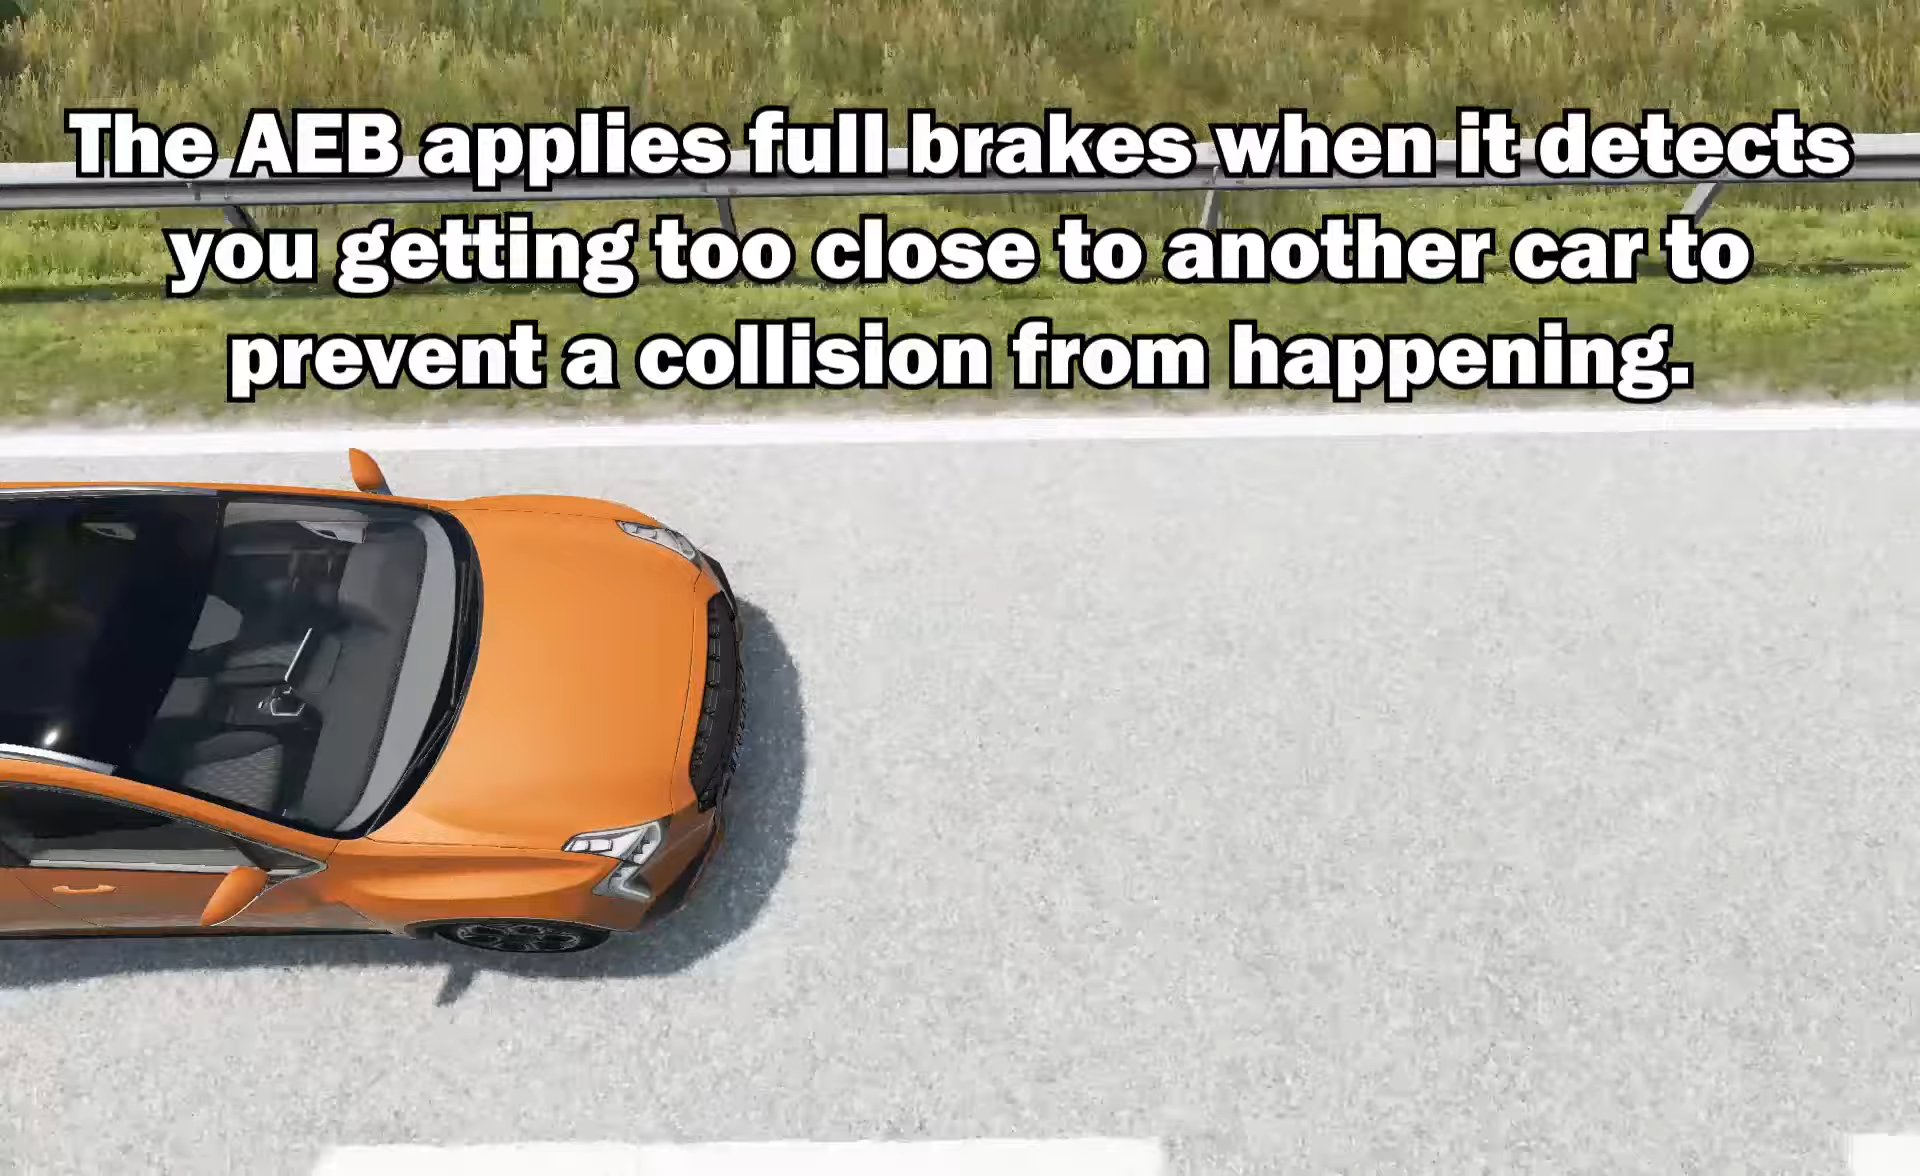 The AEB applies full brakes when it detects
you getting too close to another car to
prevent a collision from happening.